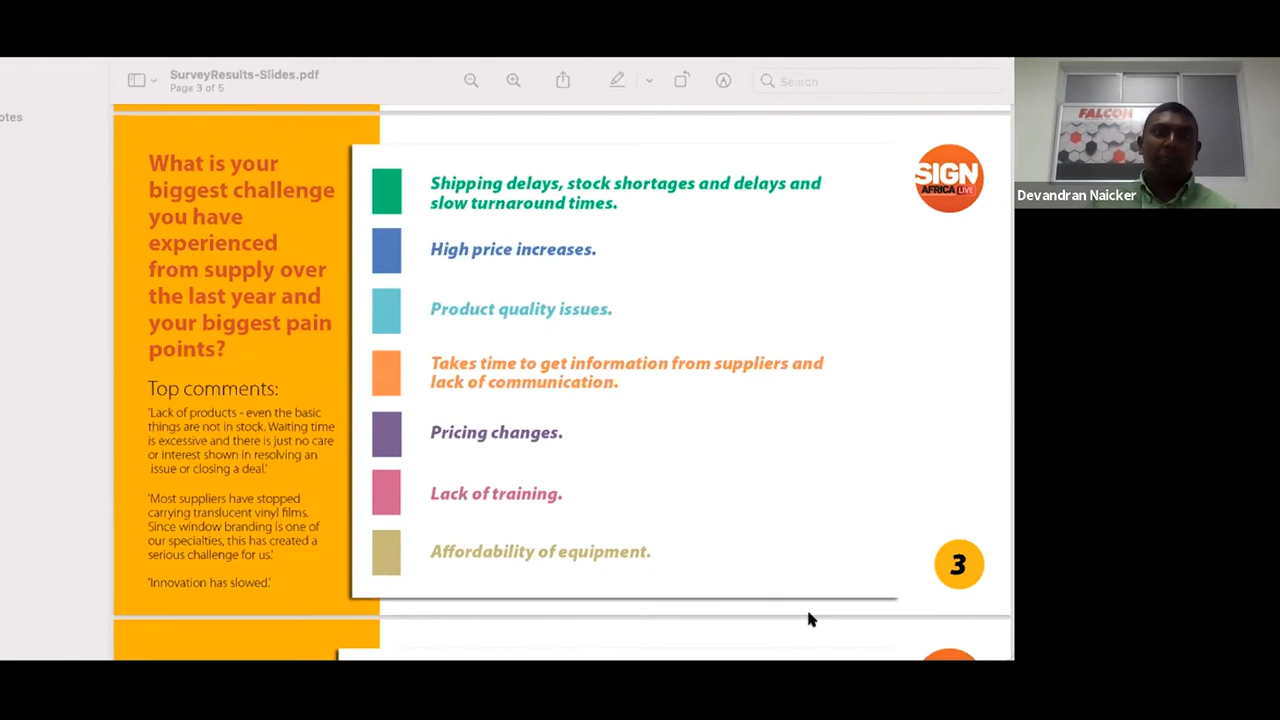 SurveyResults-Slides.pdf
Page 3 of 5
Search
otes
What is your
biggest challenge
you have
experienced
from supply over
the last year and
your biggest pain
points?
Top comments:
'Lack of products - even the basic
things are not in stock. Waiting time
is excessive and there is just no care
or interest shown in resolving an
issue or closing a deal.'
'Most suppliers have stopped
carrying translucent vinyl films.
Since window branding is one of
our specialties, this has created a
serious challenge for us.'
'Innovation has slowed.'
Shipping delays, stock shortages and delays and
slow turnaround times.
High price increases.
Product quality issues.
Takes time to get information from suppliers and
lack of communication.
Pricing changes.
Lack of training.
Affordability of equipment.
SIGN
AFRICA LIVE
3
FALCON
Devandran Naicker